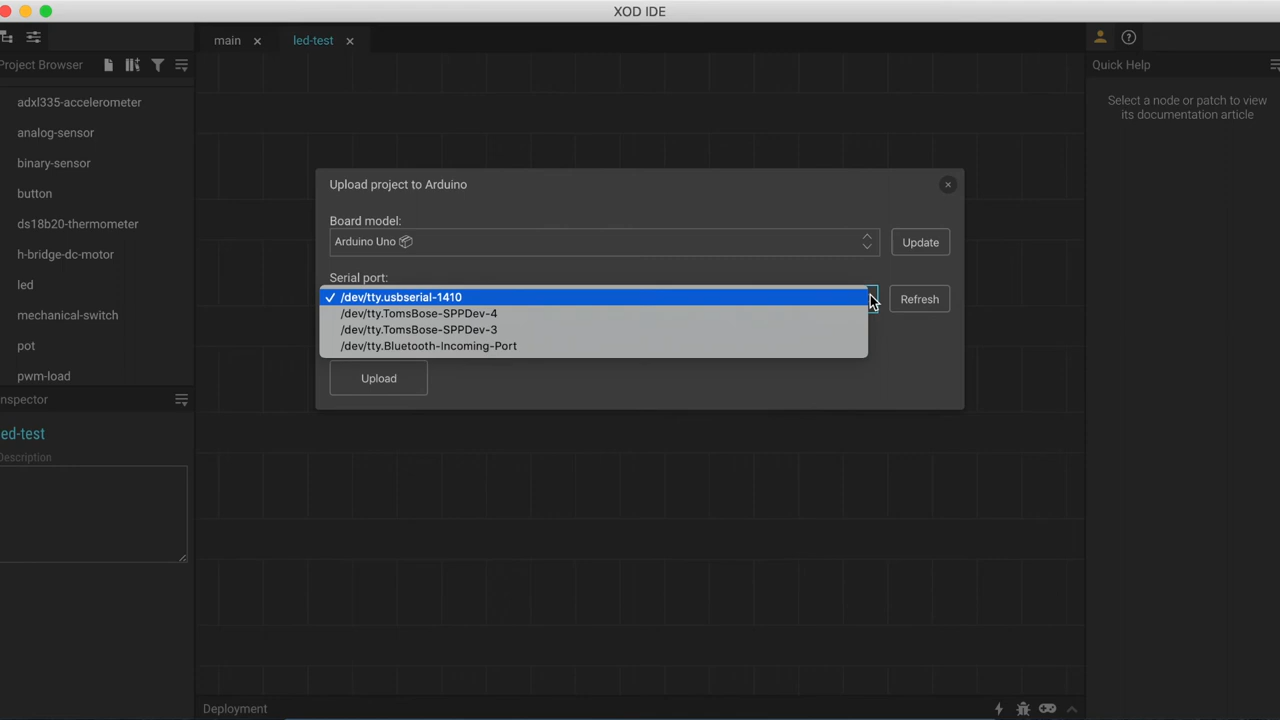 XOD IDE
main
led-test
Project Browser
Quick Help
adxl335-accelerometer
analog-sensor
binary-sensor
button
ds18b20-thermometer
h-bridge-dc-motor
led
mechanical-switch
pot
pwm-load
Select a node or patch to view
its documentation article
Upload project to Arduino
Board model:
Arduino Uno
Update
Serial port:
/dev/tty.usbserial-1410
/dev/tty.TomsBose-SPPDev-4
/dev/tty.TomsBose-SPPDev-3
/dev/tty.Bluetooth-Incoming-Port
Refresh
Upload
nspector
ed-test
Description
Deployment